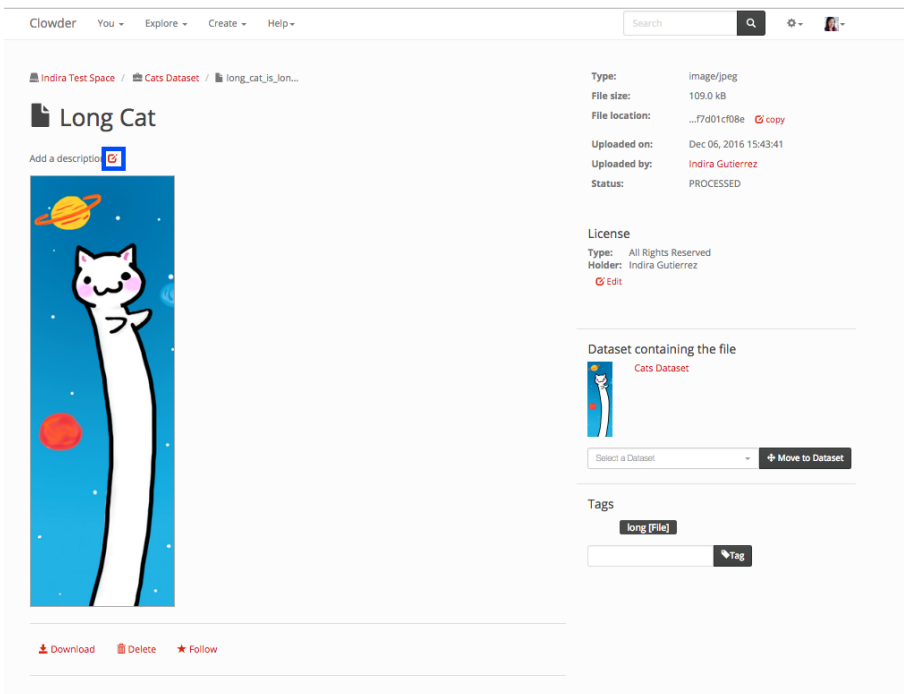 Clowder You Explore Create Help Search
Indira Test Space / Cats Dataset / long_cat_is_lon...
Long Cat
Add a description
Download Delete Follow
Type: image/jpeg
File size: 109.0 kB
File location: ...f7d01cf08e copy
Uploaded on: Dec 06, 2016 15:43:41
Uploaded by: Indira Gutierrez
Status: PROCESSED
License
Type: All Rights Reserved
Holder: Indira Gutierrez
Edit
Dataset containing the file
Cats Dataset
Select a Dataset Move to Dataset
Tags
long [File]
Tag